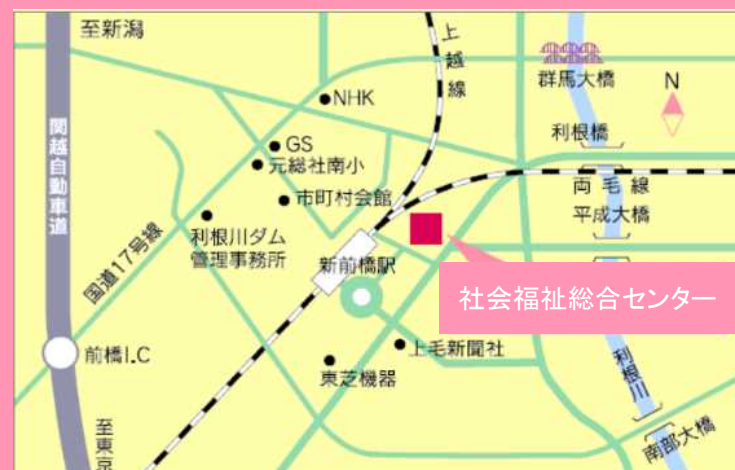 至新潟
上越線
群馬大橋
N
NHK
関越自動車道
利根橋
GS
元総社南小
両毛線
市町村会館
平成大橋
利根川ダム
管理事務所
国道17号線
新前橋駅
社会福祉総合センター
前橋I.C
上毛新聞社
東芝機器
利根川
至東京
南部大橋